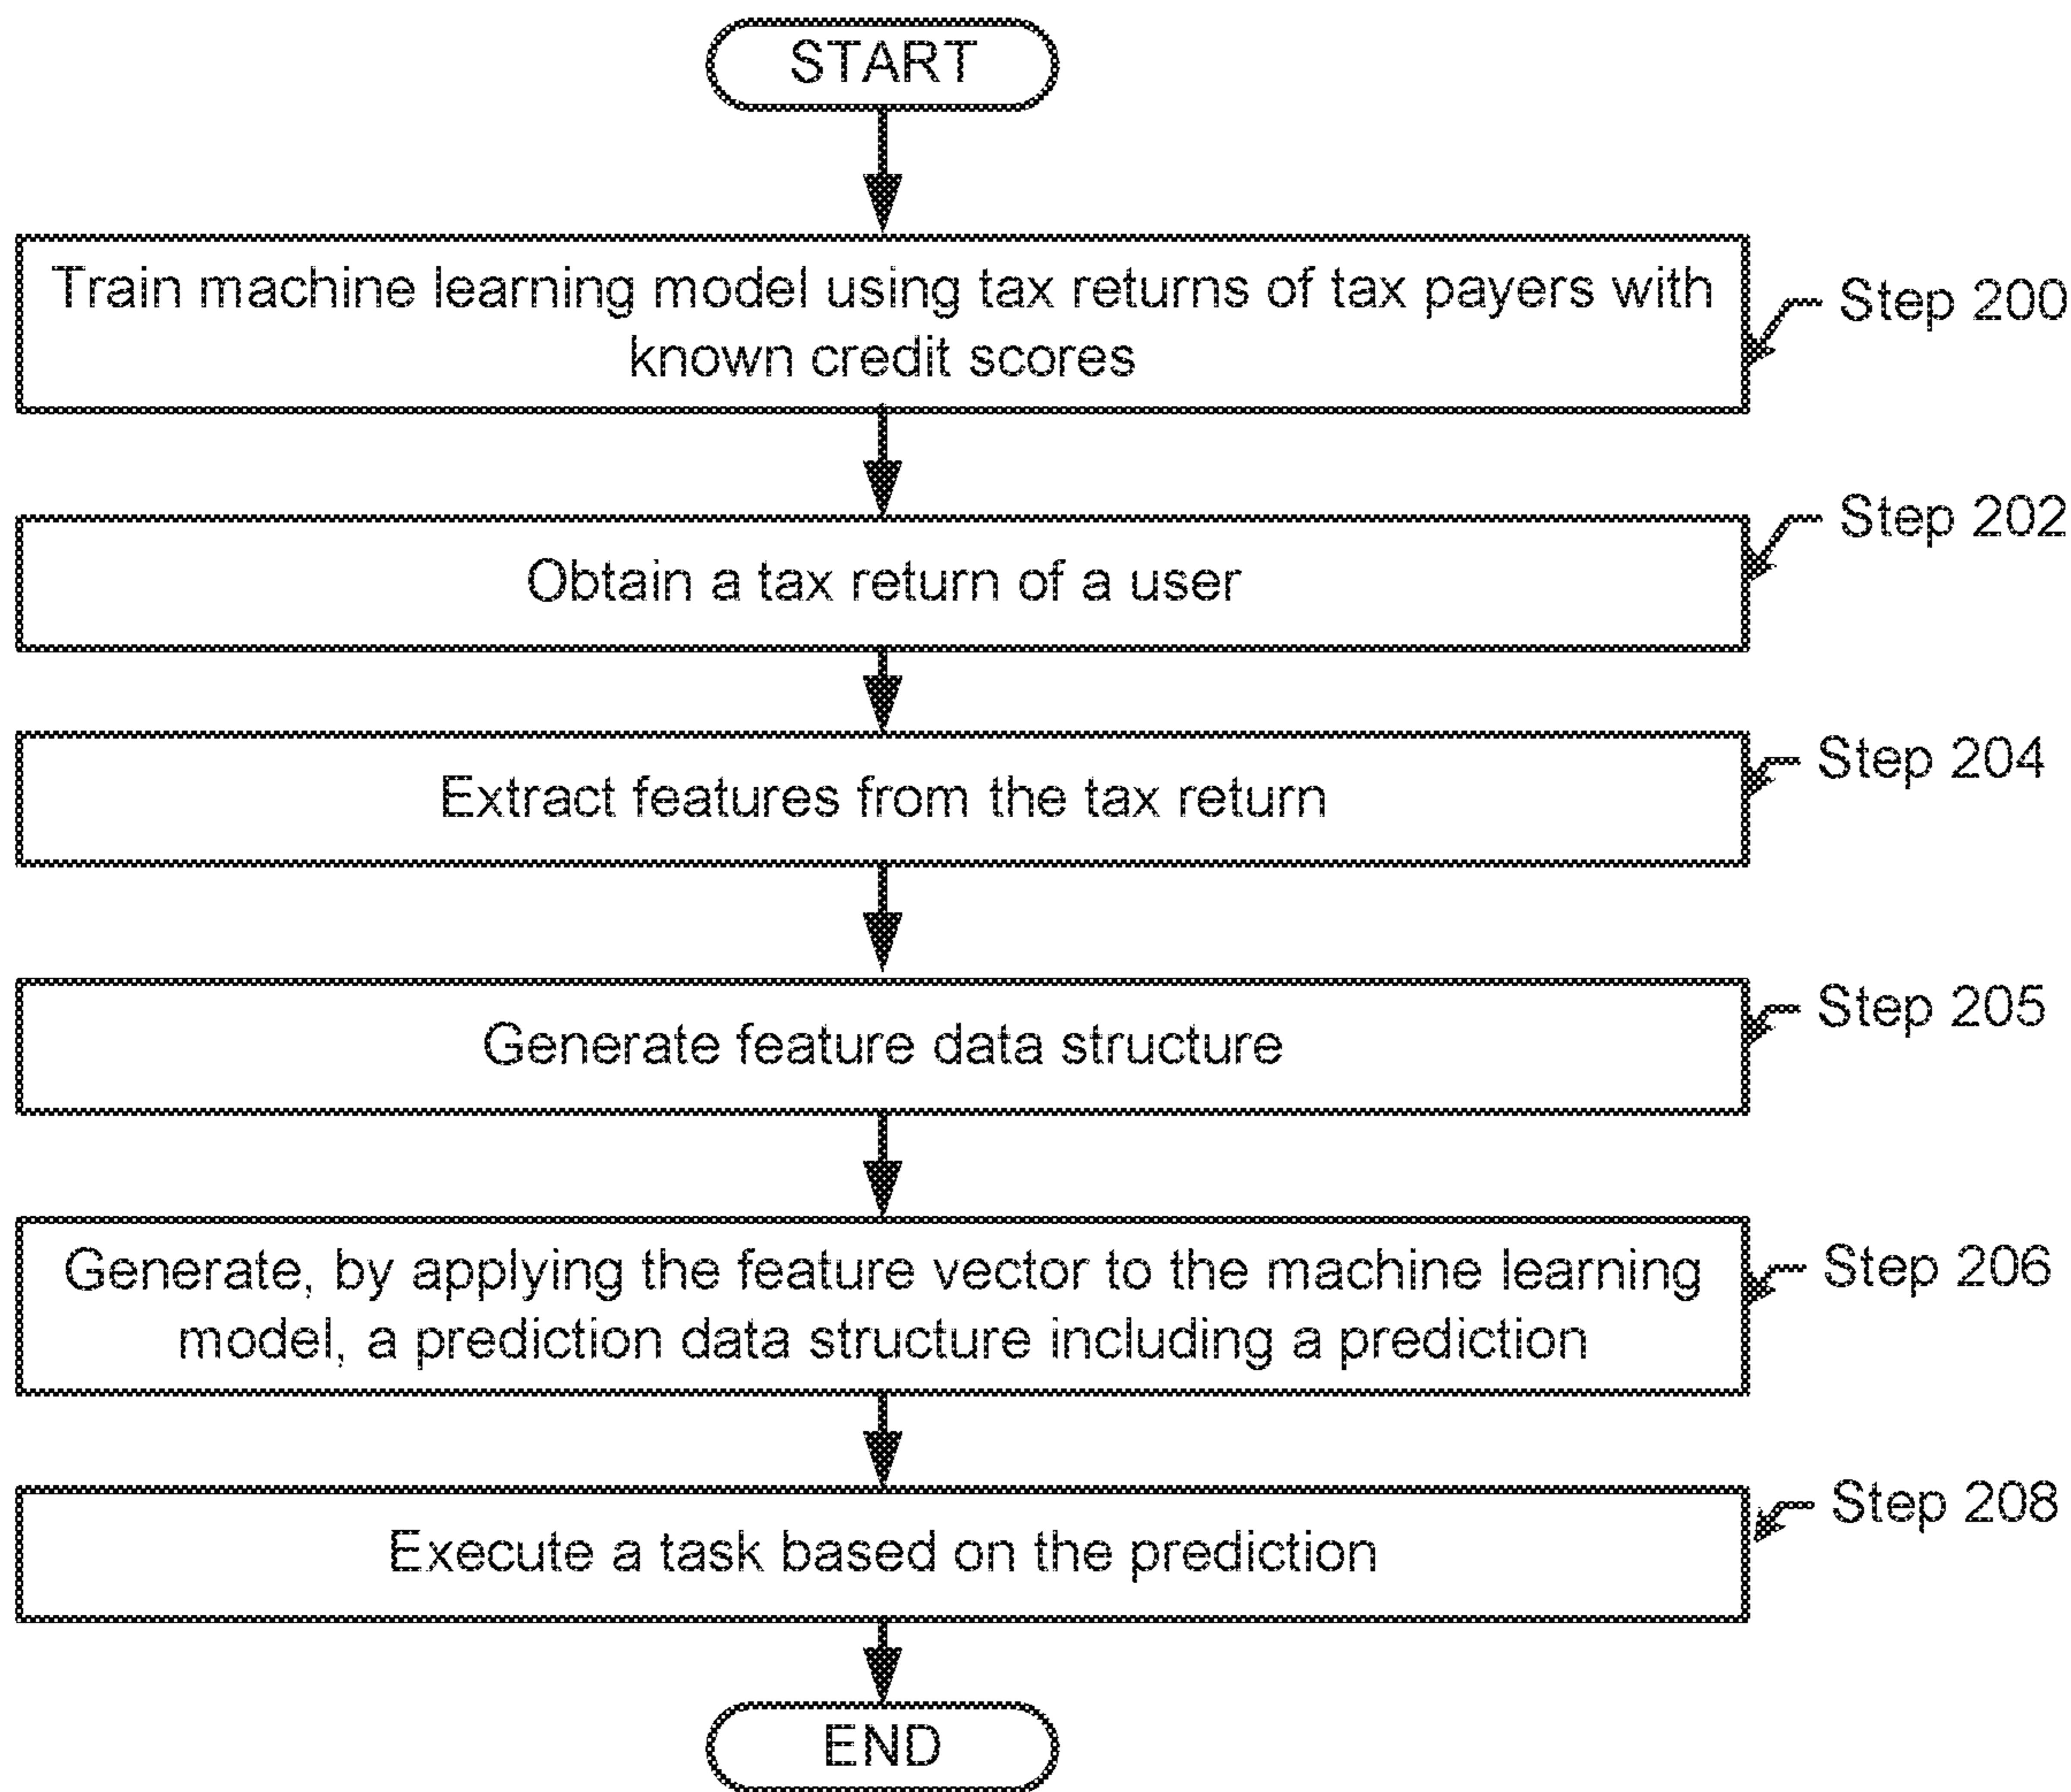 START
Train machine learning model using tax returns of tax payers with
known credit scores
Step 200
Obtain a tax return of a user
Step 202
Extract features from the tax return
Step 204
Generate feature data structure
Step 205
Generate, by applying the feature vector to the machine learning
model, a prediction data structure including a prediction
Step 206
Execute a task based on the prediction
Step 208
END